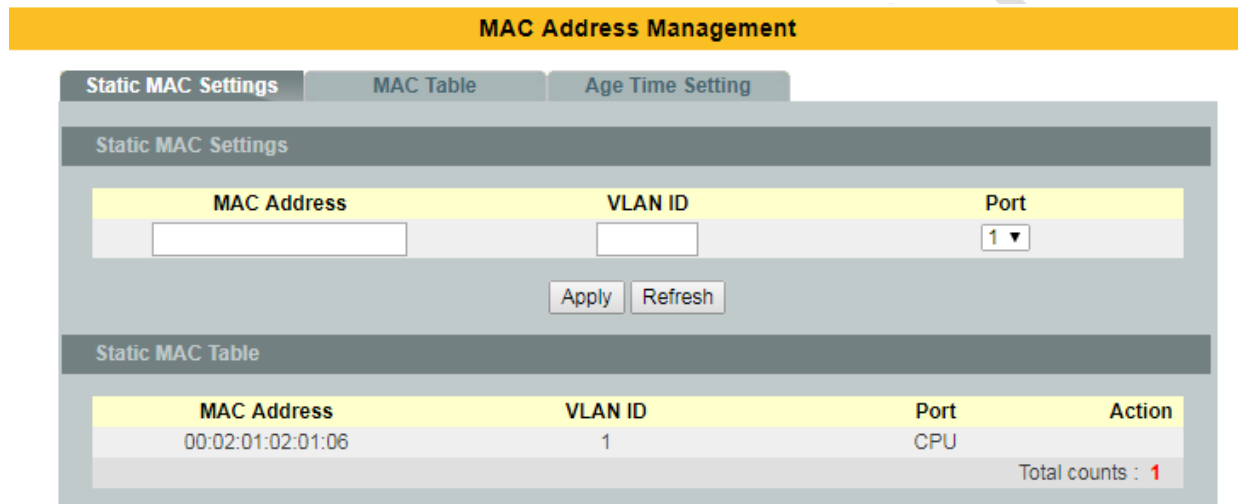 MAC Address Management
Static MAC Settings MAC Table Age Time Setting
Static MAC Settings
MAC Address VLAN ID Port
1 ▼
Apply Refresh
Static MAC Table
MAC Address VLAN ID Port Action
00:02:01:02:01:06 1 CPU
Total counts : 1